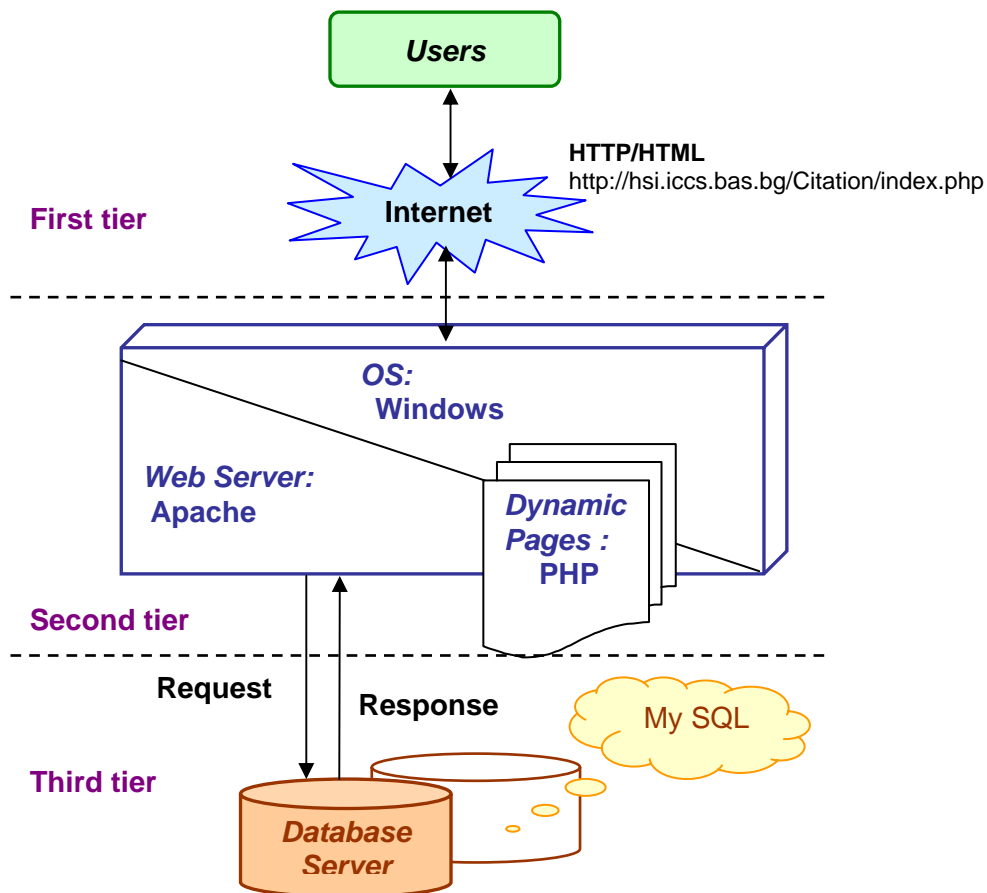 Users
HTTP/HTML
http://hsi.iccs.bas.bg/Citation/index.php
Internet
First tier
OS:
Windows
Web Server:
Apache
Dynamic
Pages :
PHP
Second tier
Request
Response
My SQL
Third tier
Database
Server